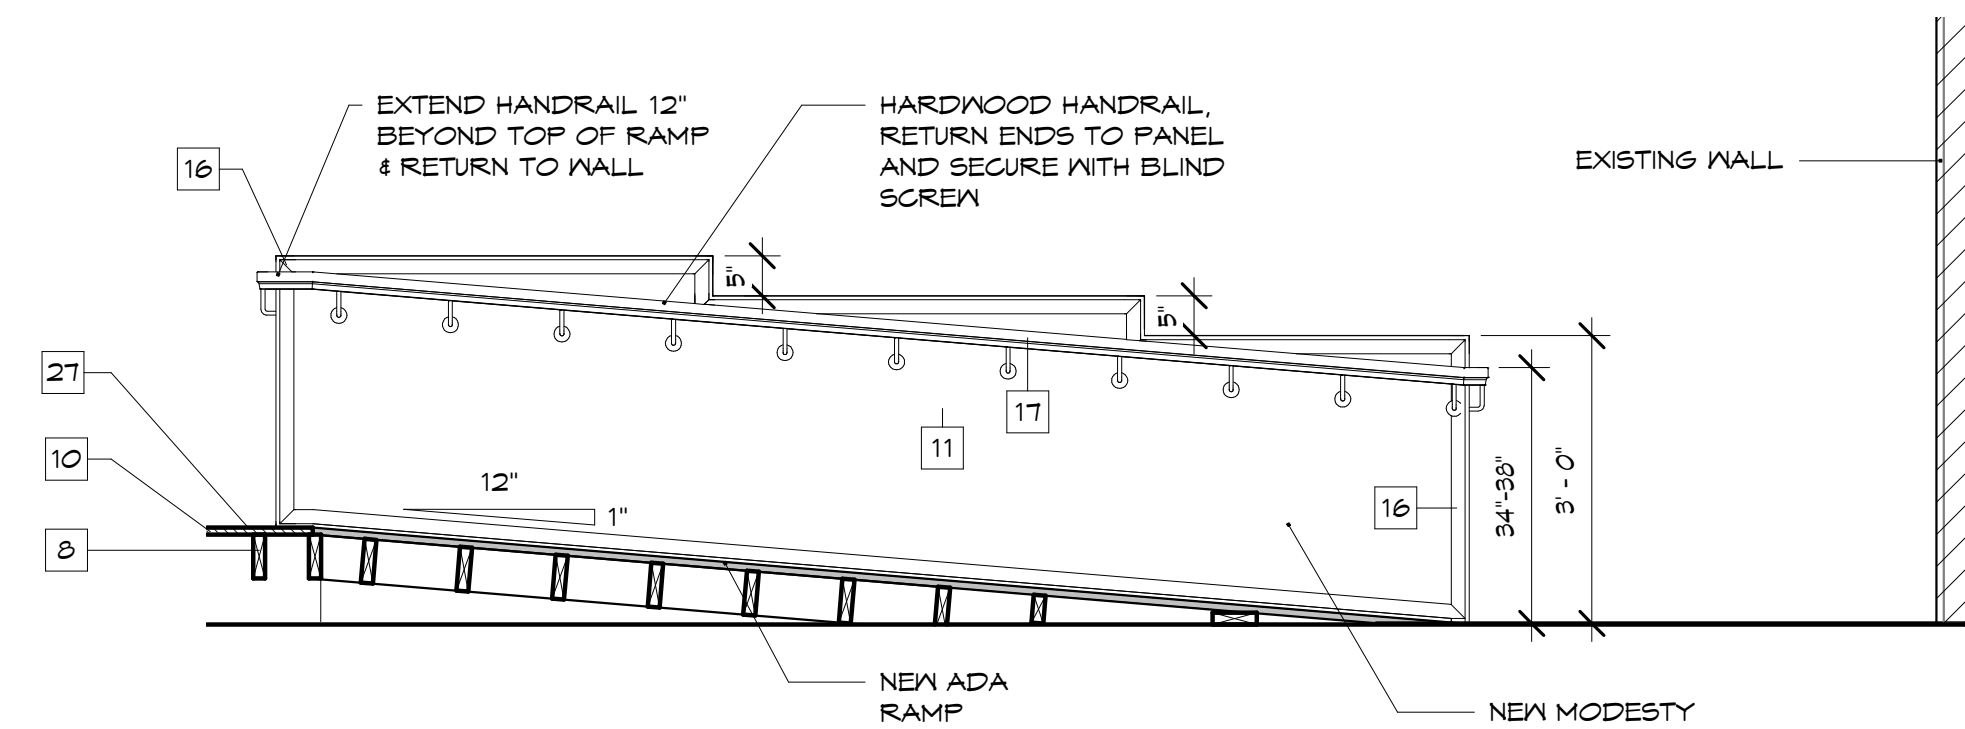 EXTEND HANDRAIL 12"
BEYOND TOP OF RAMP
& RETURN TO WALL
HARDWOOD HANDRAIL,
RETURN ENDS TO PANEL
AND SECURE WITH BLIND
SCREW
EXISTING WALL
16
5"
5"
27
17
11
10
12"
1"
16
34"-38"
3' - 0"
8
NEW ADA
RAMP
NEW MODESTY